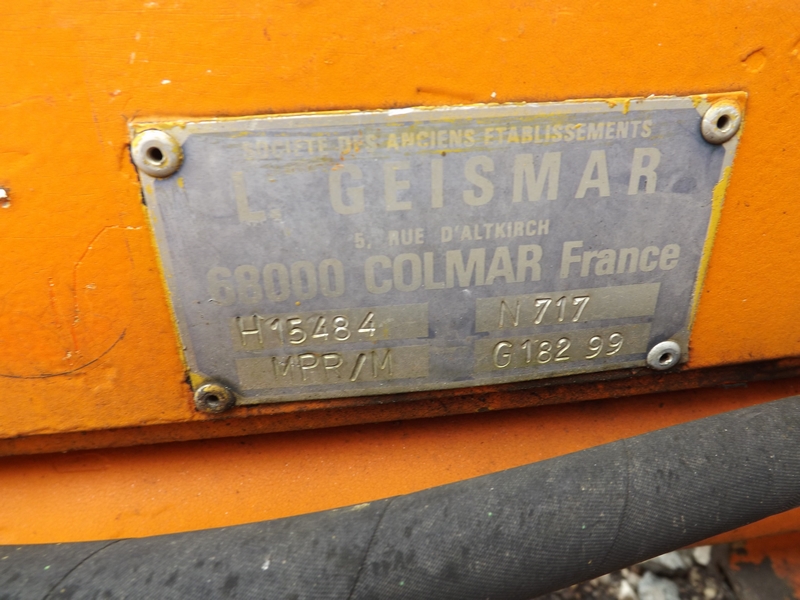 SOCIETE DES ANCIENS ETABLISSEMENTS
L. GEISMAR
5, RUE D'ALTKIRCH
68000 COLMAR France
H15484 N 717
MPR/M G182 99